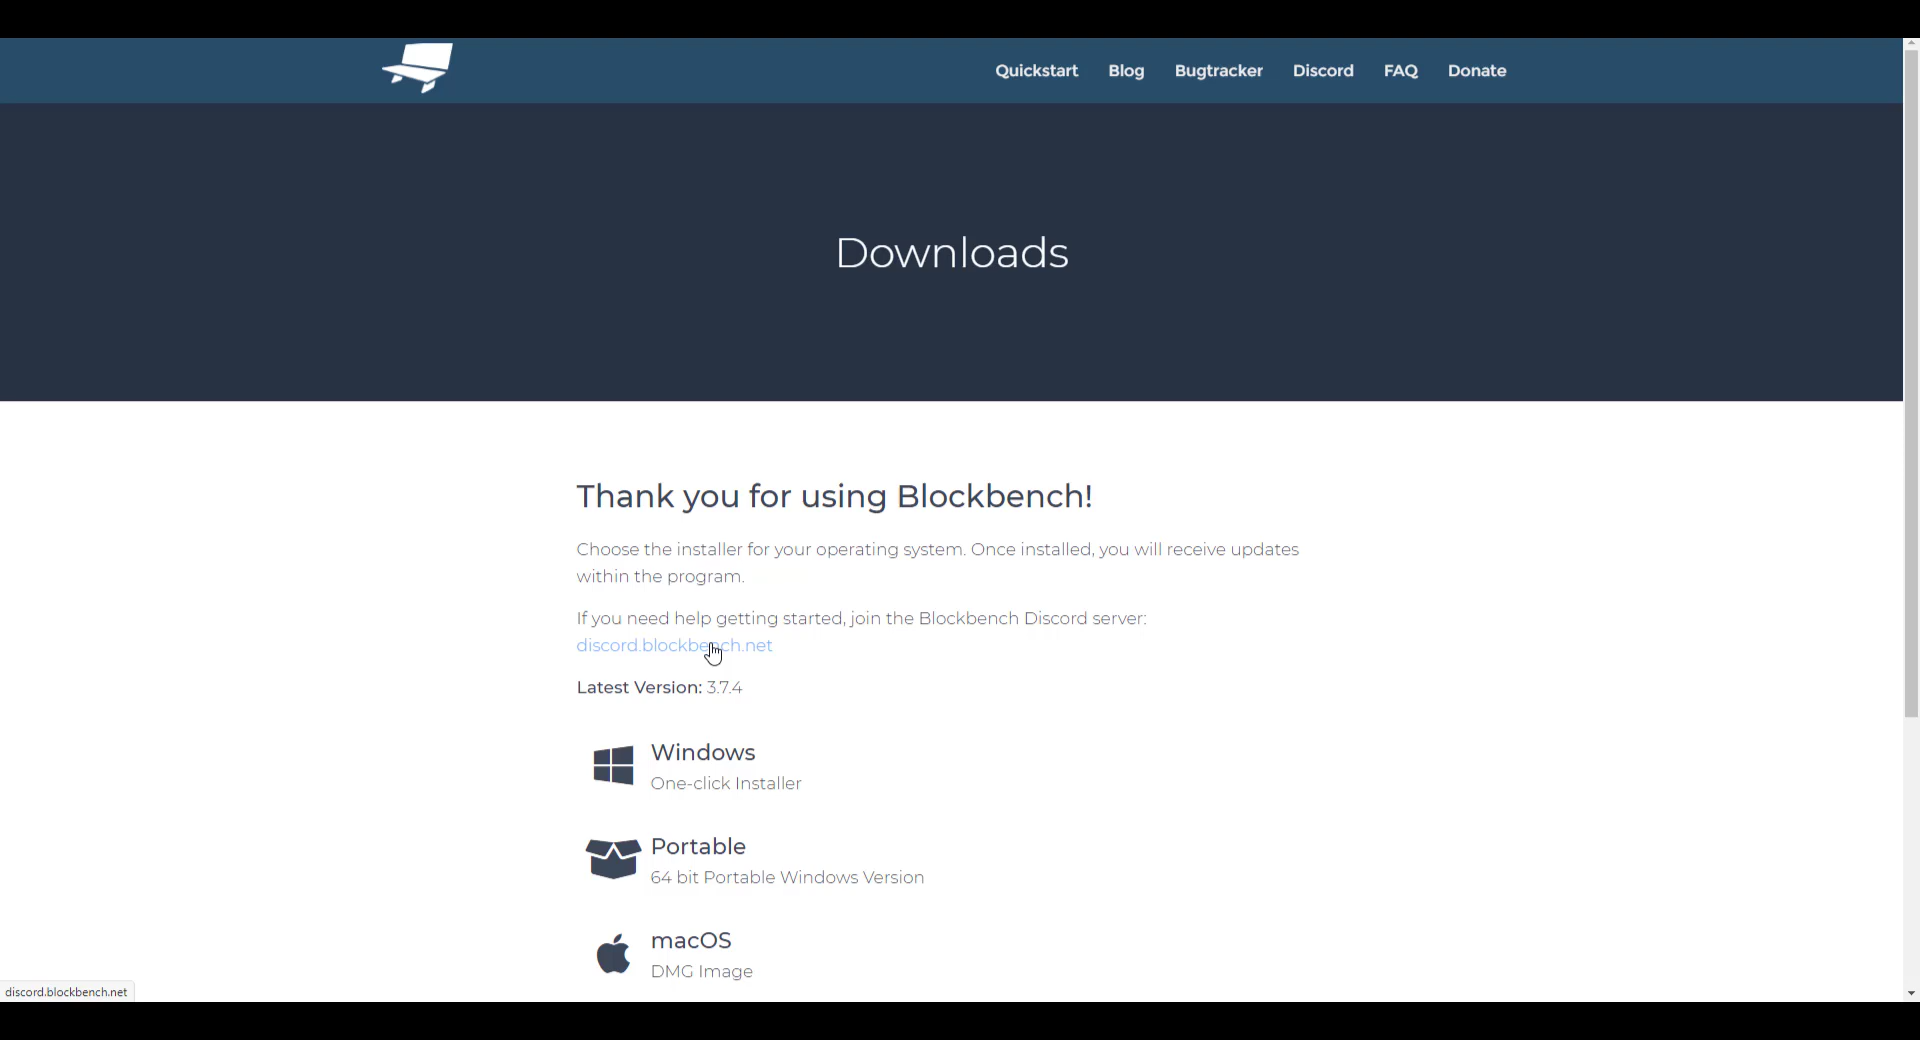 Quickstart Blog Bugtracker Discord FAQ Donate
Downloads
Thank you for using Blockbench!
Choose the installer for your operating system. Once installed, you will receive updates
within the program.
If you need help getting started, join the Blockbench Discord server:
discord.blockbench.net
Latest Version: 3.7.4
Windows
One-click Installer
Portable
64 bit Portable Windows Version
macOS
DMG Image
discord.blockbench.net